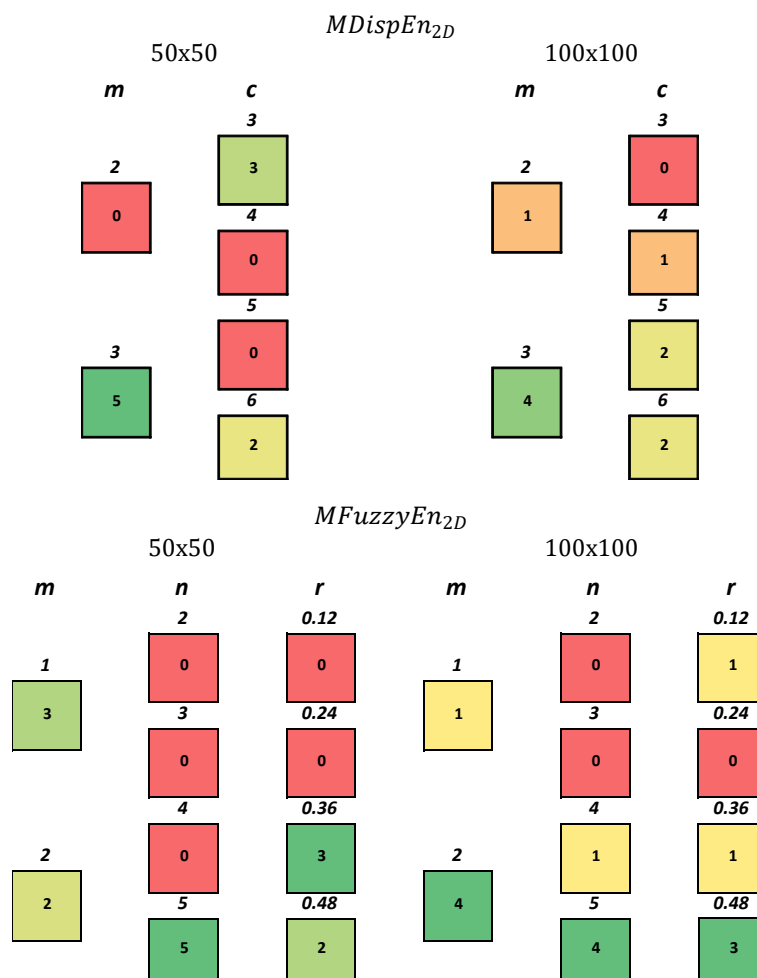 MDispEn2D
50x50 100x100
m c m c
3 3
3 0
2 2
0 1
4 4
0 1
5 5
0 2
3 3
5 4
6 6
2 2
MFuzzyEn2D
50x50 100x100
m n r m n r
2 0.12 2 0.12
0 0 0 1
1 1
3 1
3 0.24 3 0.24
0 0 0 0
4 0.36 4 0.36
0 3 1 1
2 2
2 4
5 0.48 5 0.48
5 2 4 3